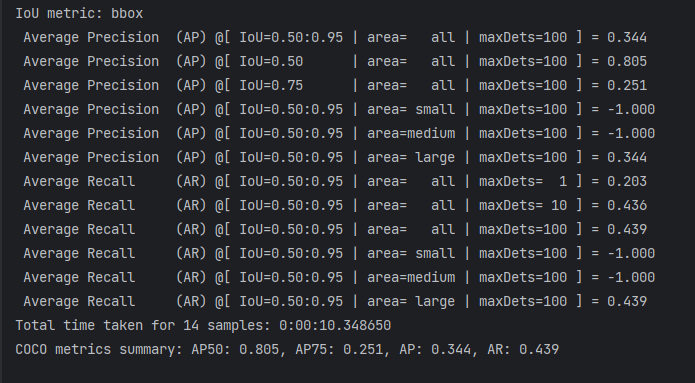 IoU metric: bbox
 Average Precision  (AP) @[ IoU=0.50:0.95 | area=   all | maxDets=100 ] = 0.344
 Average Precision  (AP) @[ IoU=0.50      | area=   all | maxDets=100 ] = 0.805
 Average Precision  (AP) @[ IoU=0.75      | area=   all | maxDets=100 ] = 0.251
 Average Precision  (AP) @[ IoU=0.50:0.95 | area= small | maxDets=100 ] = -1.000
 Average Precision  (AP) @[ IoU=0.50:0.95 | area=medium | maxDets=100 ] = -1.000
 Average Precision  (AP) @[ IoU=0.50:0.95 | area= large | maxDets=100 ] = 0.344
 Average Recall     (AR) @[ IoU=0.50:0.95 | area=   all | maxDets=  1 ] = 0.203
 Average Recall     (AR) @[ IoU=0.50:0.95 | area=   all | maxDets= 10 ] = 0.436
 Average Recall     (AR) @[ IoU=0.50:0.95 | area=   all | maxDets=100 ] = 0.439
 Average Recall     (AR) @[ IoU=0.50:0.95 | area= small | maxDets=100 ] = -1.000
 Average Recall     (AR) @[ IoU=0.50:0.95 | area=medium | maxDets=100 ] = -1.000
 Average Recall     (AR) @[ IoU=0.50:0.95 | area= large | maxDets=100 ] = 0.439
Total time taken for 14 samples: 0:00:10.348650
COCO metrics summary: AP50: 0.805, AP75: 0.251, AP: 0.344, AR: 0.439